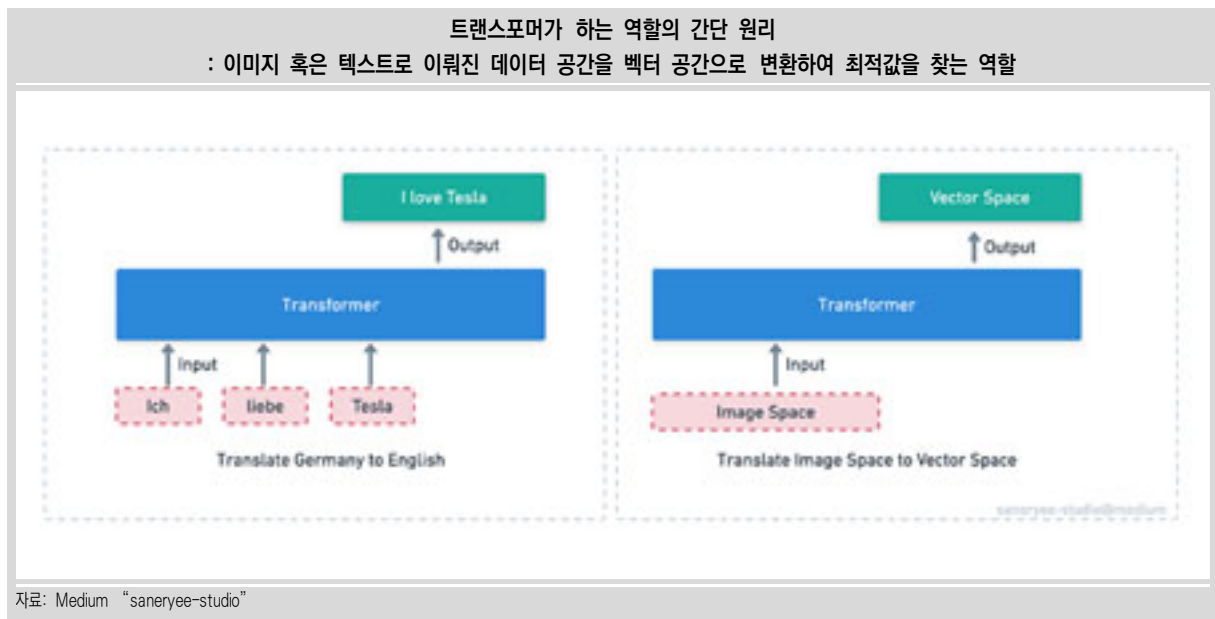 트랜스포머가 하는 역할의 간단 원리
: 이미지 혹은 텍스트로 이뤄진 데이터 공간을 벡터 공간으로 변환하여 최적값을 찾는 역할
I love Tesla
Output
Transformer
Input
Ich liebe Tesla
Translate Germany to English
Vector Space
Output
Transformer
Input
Image Space
Translate Image Space to Vector Space
saneryee-studio@medium
자료: Medium “saneryee-studio”